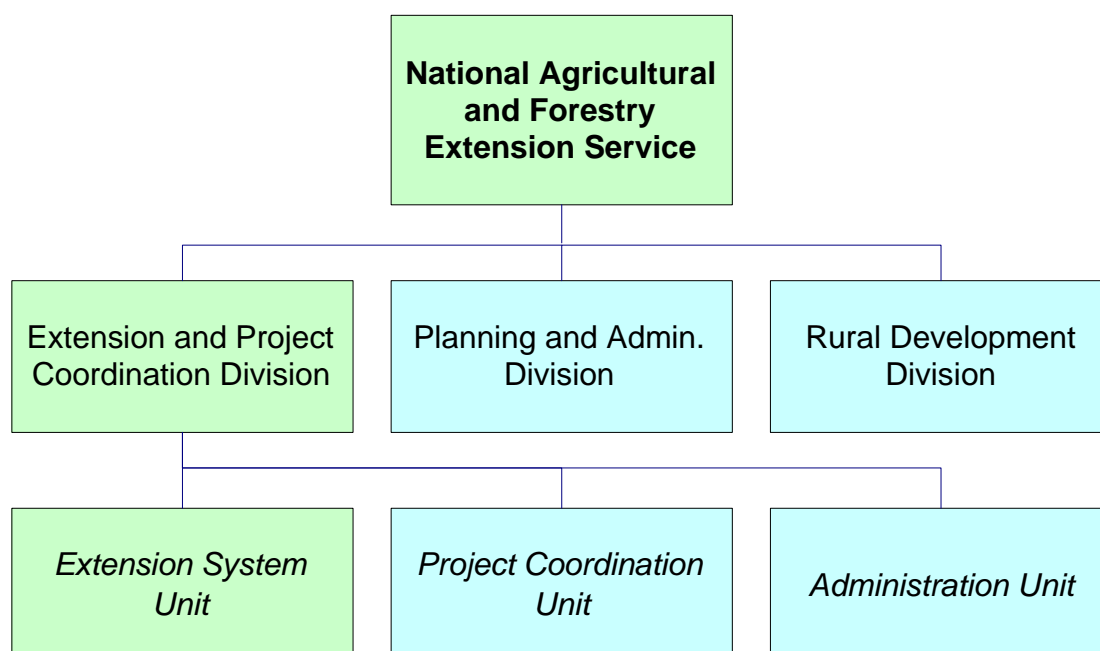 National Agricultural
and Forestry
Extension Service
Extension and Project
Coordination Division
Planning and Admin.
Division
Rural Development
Division
Extension System
Unit
Project Coordination
Unit
Administration Unit